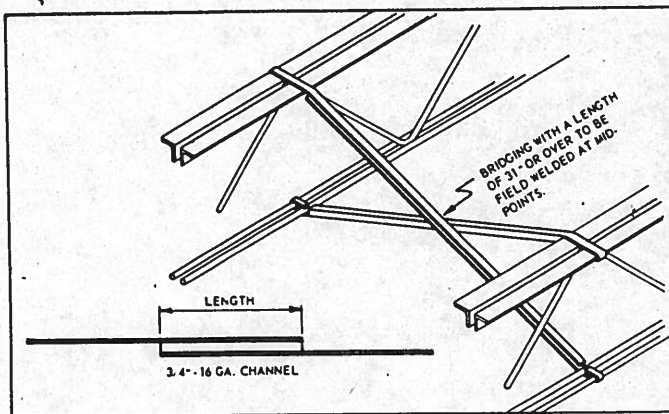 BRIDGING WITH A LENGTH
OF 31" OR OVER TO BE
FIELD WELDED AT MID-
POINTS.
LENGTH
3/4"-16 GA. CHANNEL